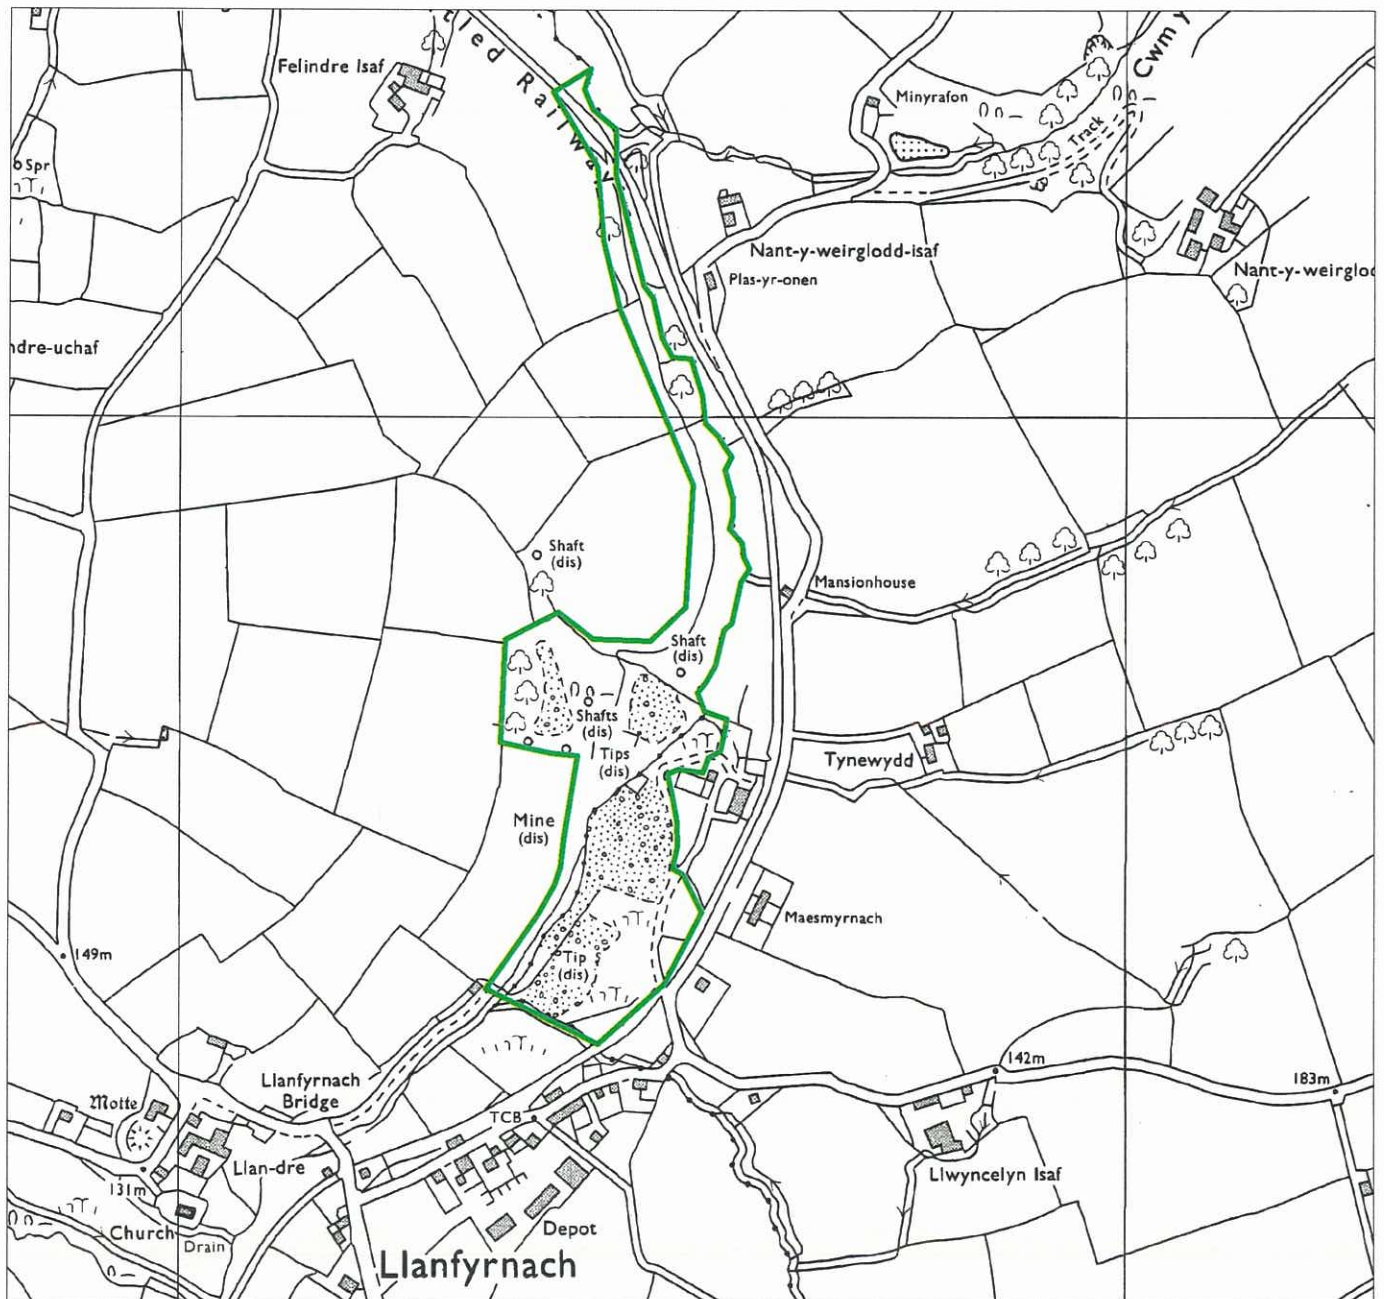 tled Railway
Cwm y
Felindre Isaf
Minyrafon
Track
Spr
Nant-y-weirglodd-isaf
Nant-y-weirglod
Plas-yr-onen
ndre-uchaf
Shaft
(dis)
Mansionhouse
Shaft
(dis)
Shafts
(dis)
Tips
(dis)
Tynewydd
Mine
(dis)
Maesmyrnach
149m
Tip
(dis)
142m
183m
Llanfyrnach
Bridge
Motte
TCB
Llan-dre
Llwyncelyn Isaf
131m
Church
Drain
Depot
Llanfyrnach